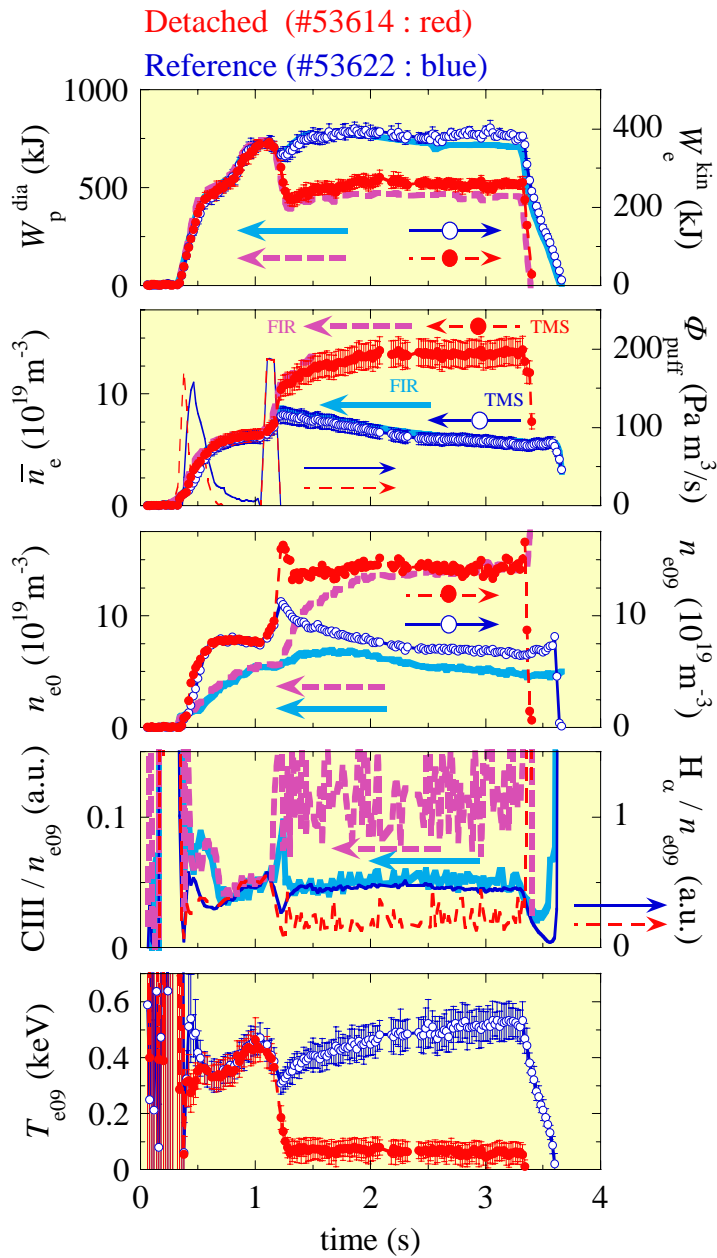 Detached (#53614 : red)
Reference (#53622 : blue)
1000
500
0
W_p^dia (kJ)
400
200
0
W_e^kin (kJ)
FIR
TMS
FIR
TMS
10
0
n̅_e (10^19 m^-3)
200
100
0
Φ_puff (Pa m^3/s)
10
0
n_e0 (10^19 m^-3)
10
0
n_e09 (10^19 m^-3)
0.1
0
CIII / n_e09 (a.u.)
1
0
H_α / n_e09 (a.u.)
0.6
0.4
0.2
0
T_e09 (keV)
0 1 2 3 4
time (s)